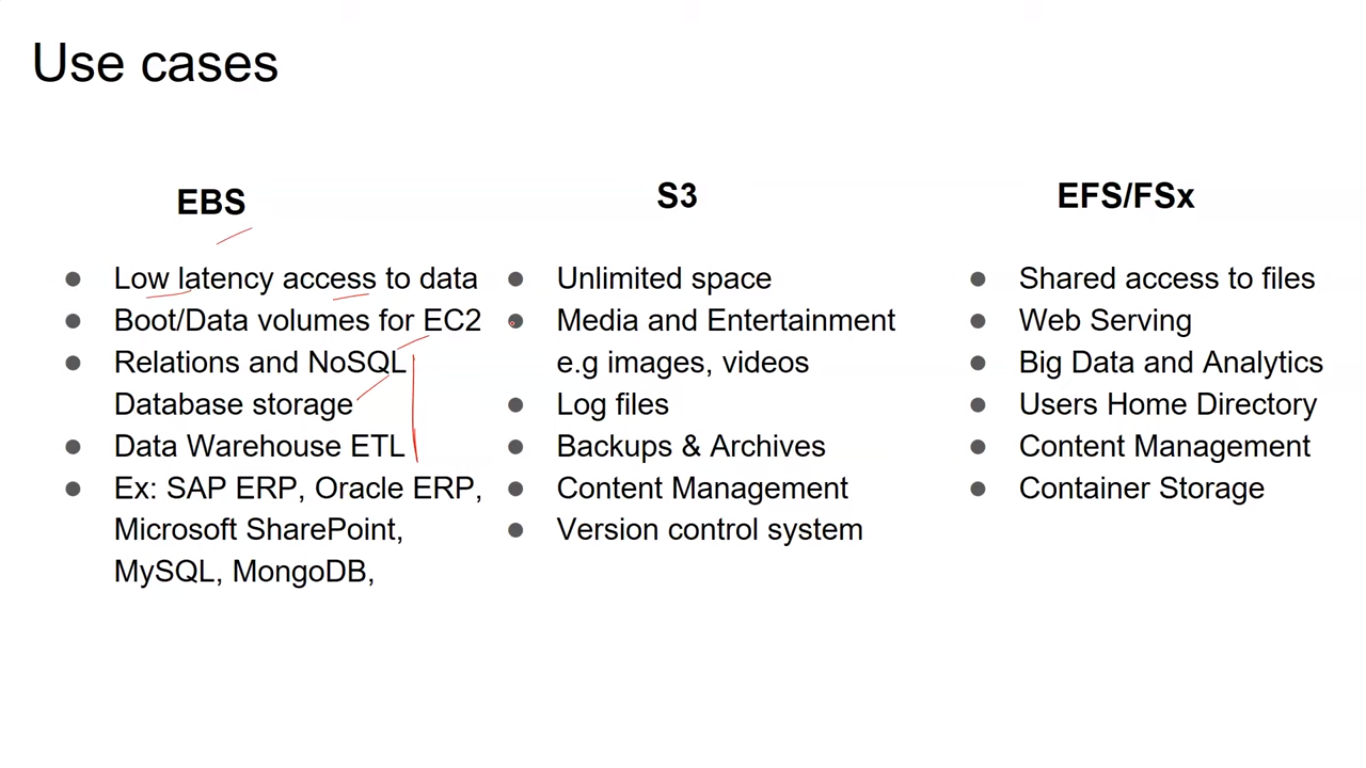 Use cases
EBS
• Low latency access to data
• Boot/Data volumes for EC2
• Relations and NoSQL
Database storage
• Data Warehouse ETL
• Ex: SAP ERP, Oracle ERP,
Microsoft SharePoint,
MySQL, MongoDB,
S3
• Unlimited space
• Media and Entertainment
e.g images, videos
• Log files
• Backups & Archives
• Content Management
• Version control system
EFS/FSx
• Shared access to files
• Web Serving
• Big Data and Analytics
• Users Home Directory
• Content Management
• Container Storage